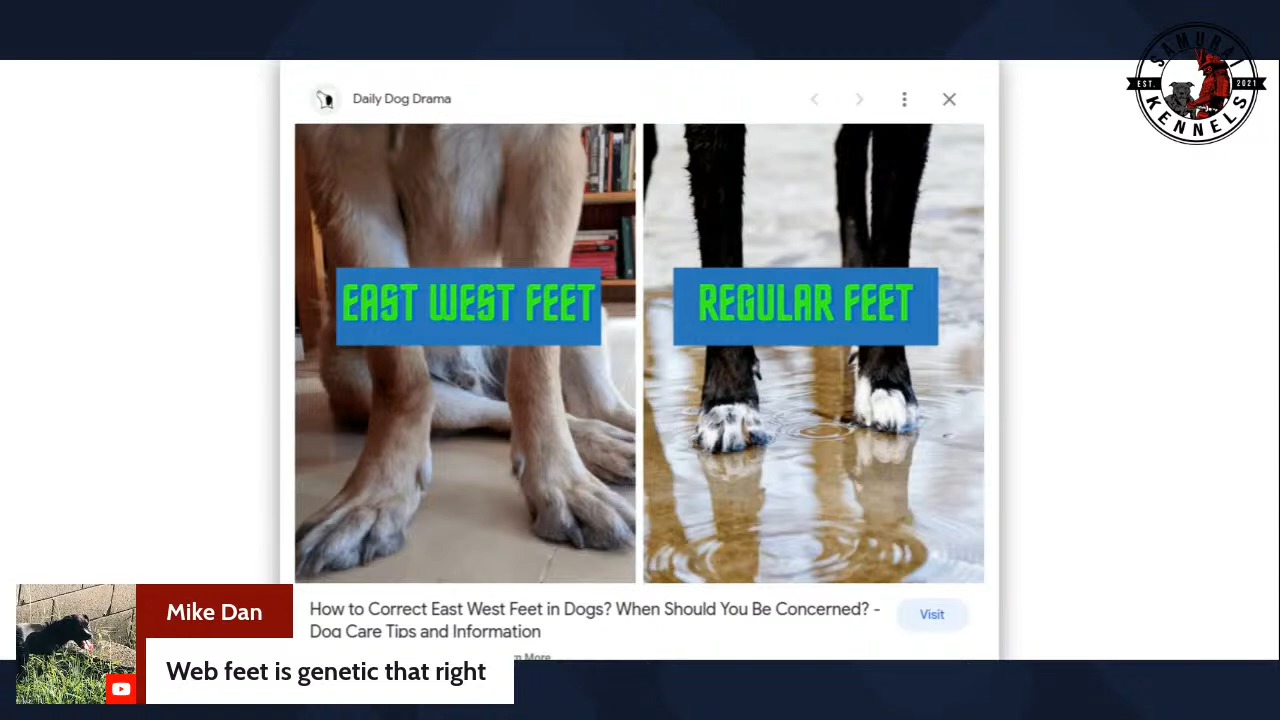 Daily Dog Drama
SAMURAI
EST.
2021
KENNELS
EAST WEST FEET
REGULAR FEET
How to Correct East West Feet in Dogs? When Should You Be Concerned? -
Dog Care Tips and Information
Visit
More
Mike Dan
Web feet is genetic that right